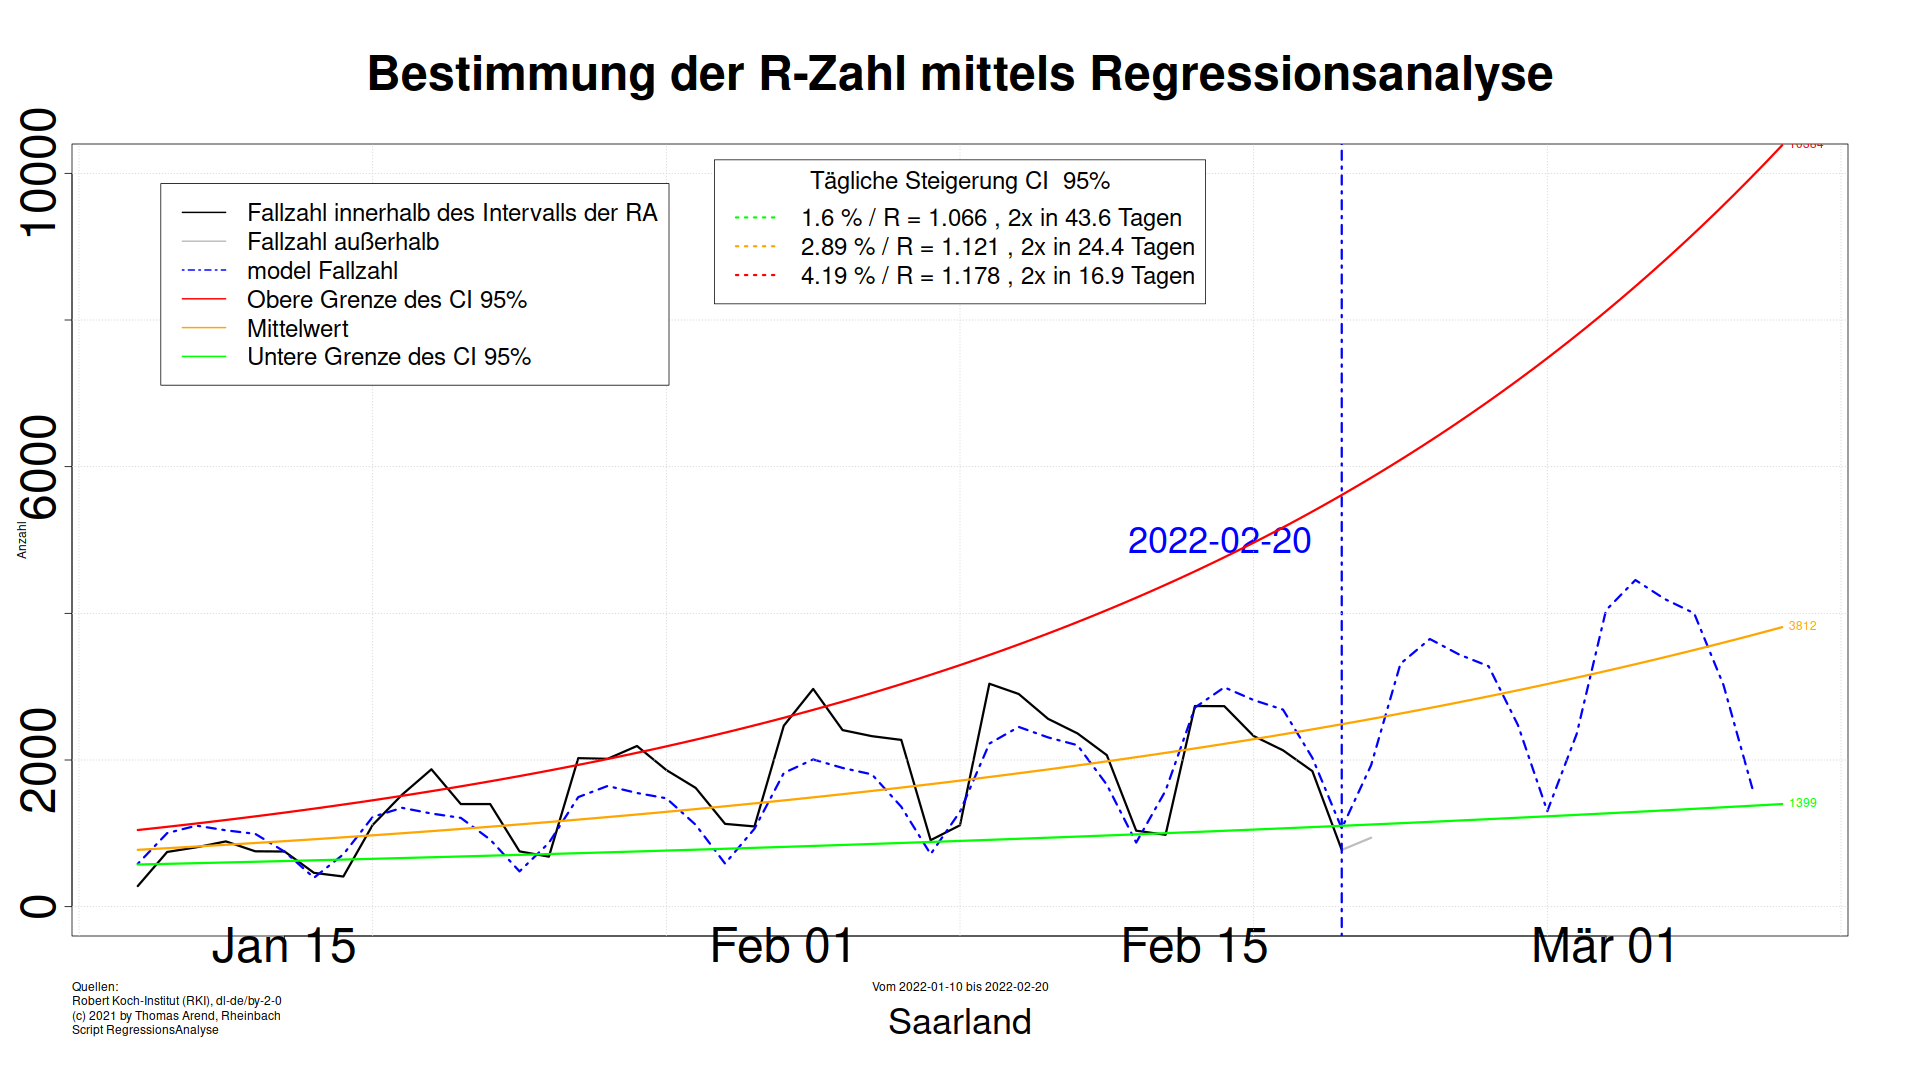 Bestimmung der R-Zahl mittels Regressionsanalyse
10000
6000
2000
0
Anzahl
Fallzahl innerhalb des Intervalls der RA
Fallzahl außerhalb
model Fallzahl
Obere Grenze des CI 95%
Mittelwert
Untere Grenze des CI 95%
Tägliche Steigerung CI 95%
1.6 % / R = 1.066 , 2x in 43.6 Tagen
2.89 % / R = 1.121 , 2x in 24.4 Tagen
4.19 % / R = 1.178 , 2x in 16.9 Tagen
2022-02-20
3812
1399
Jan 15
Feb 01
Feb 15
Mär 01
Quellen:
Robert Koch-Institut (RKI), dl-de/by-2-0
(c) 2021 by Thomas Arend, Rheinbach
Script RegressionsAnalyse
Vom 2022-01-10 bis 2022-02-20
Saarland